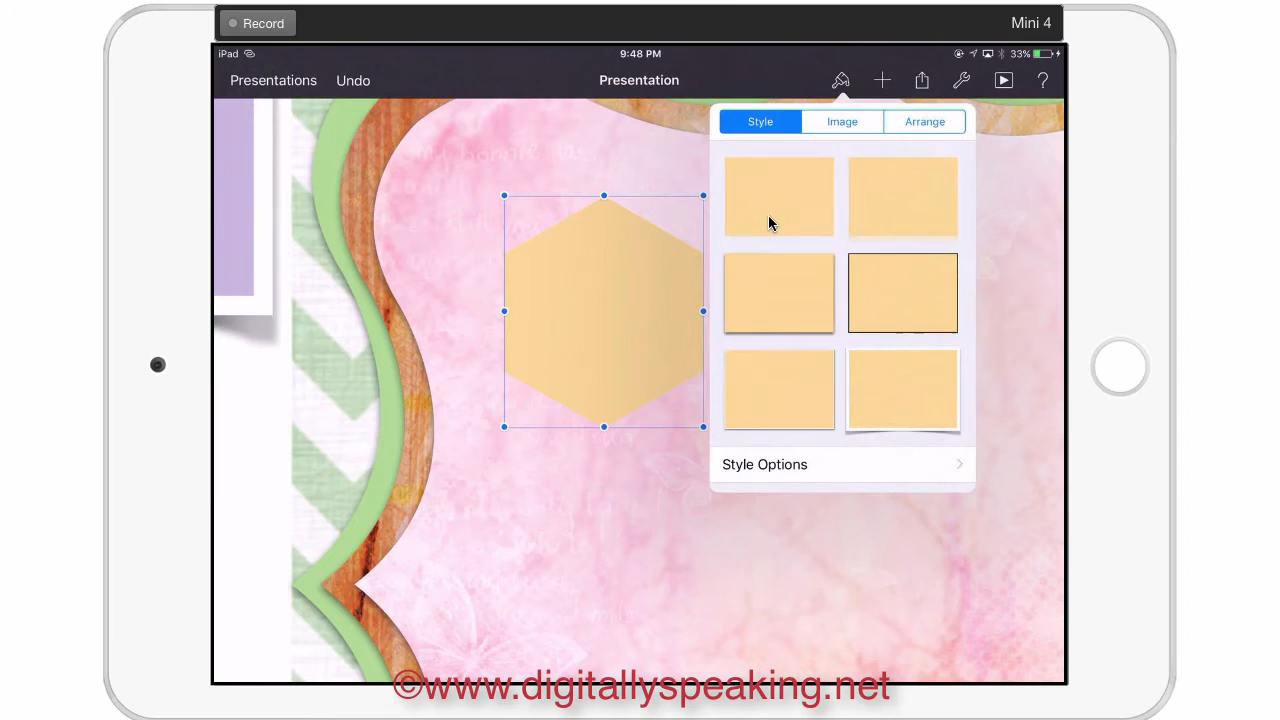 Record
Mini 4
iPad 9:48 PM 33%
Presentations Undo Presentation ?
Style Image Arrange
Style Options
©www.digitallyspeaking.net